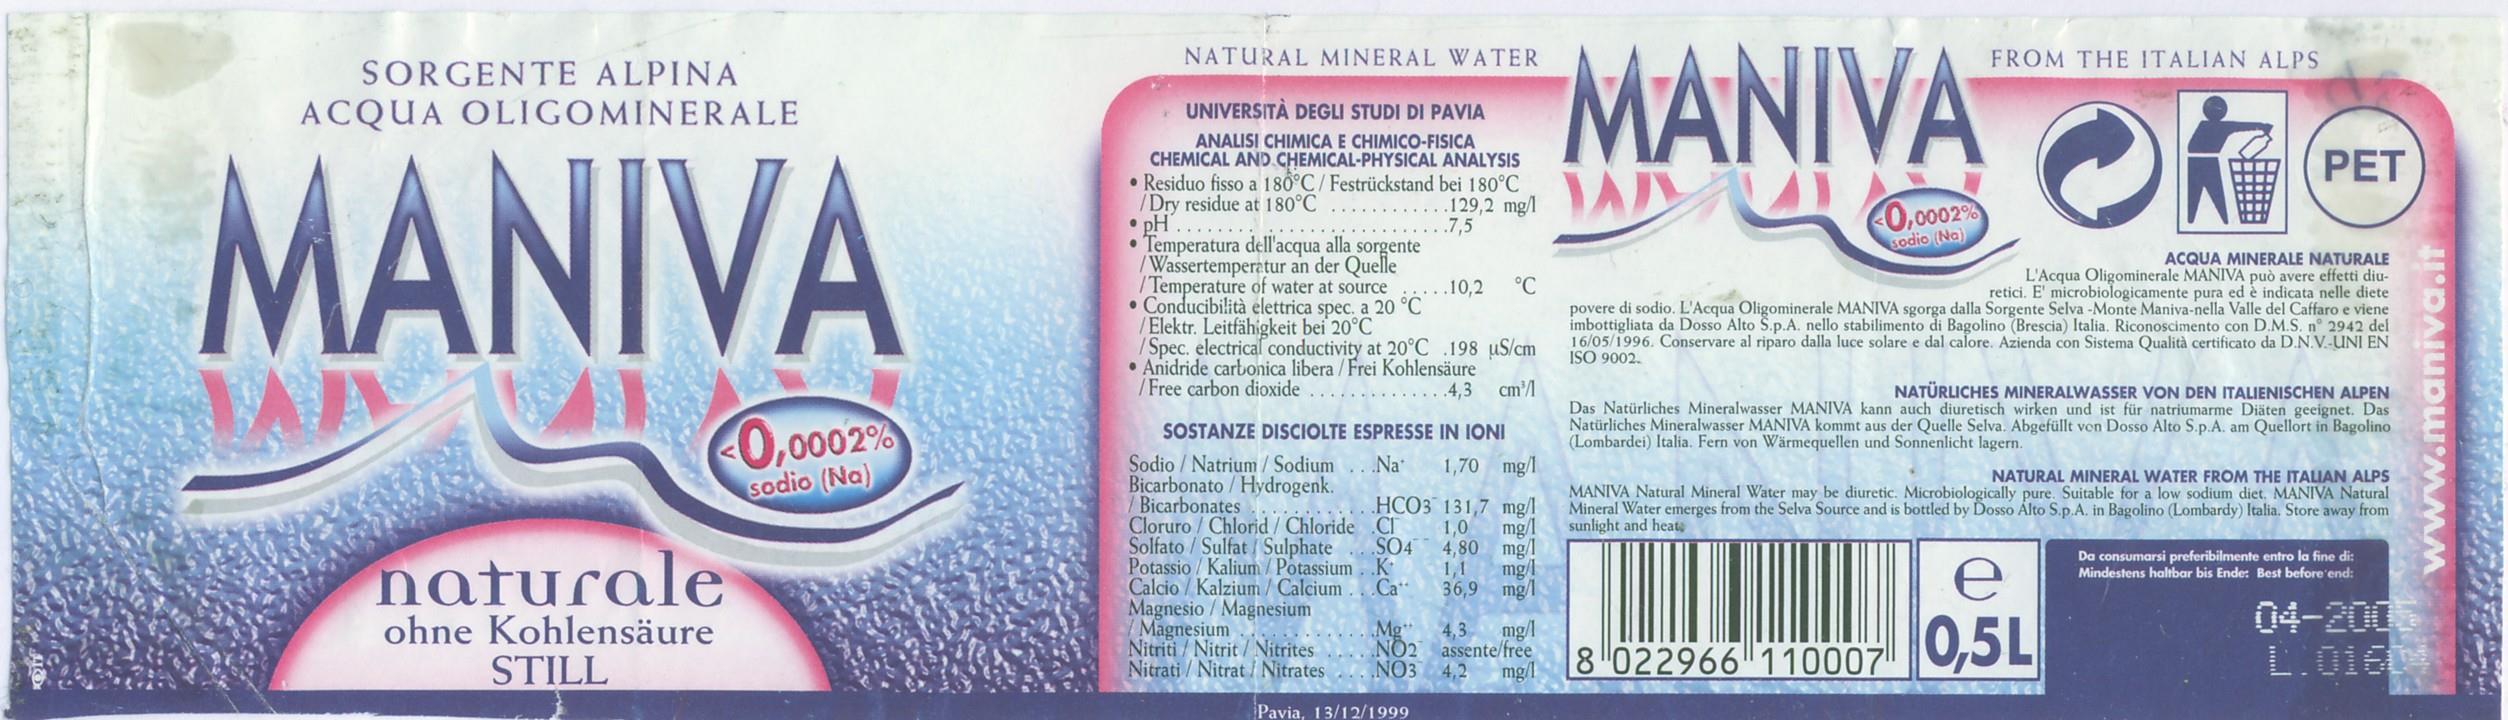 SORGENTE ALPINA
ACQUA OLIGOMINERALE
MANIVA
<0,0002%
sodio (Na)
naturale
ohne Kohlensäure
STILL
NATURAL MINERAL WATER
UNIVERSITÀ DEGLI STUDI DI PAVIA
ANALISI CHIMICA E CHIMICO-FISICA
CHEMICAL AND CHEMICAL-PHYSICAL ANALYSIS
• Residuo fisso a 180°C / Festrückstand bei 180°C
/ Dry residue at 180°C ............129,2 mg/l
• pH ...........................7,5
• Temperatura dell'acqua alla sorgente
/ Wassertemperatur an der Quelle
/ Temperature of water at source .....10,2 °C
• Conducibilità elettrica spec. a 20 °C
/ Elektr. Leitfähigkeit bei 20°C
/ Spec. electrical conductivity at 20°C .198 µS/cm
• Anidride carbonica libera / Frei Kohlensäure
/ Free carbon dioxide ..............4,3 cm³/l
SOSTANZE DISCIOLTE ESPRESSE IN IONI
Sodio / Natrium / Sodium ...Na⁺ 1,70 mg/l
Bicarbonato / Hydrogenk.
/ Bicarbonates ............HCO3⁻ 131,7 mg/l
Cloruro / Chlorid / Chloride .Cl⁻ 1,0 mg/l
Solfato / Sulfat / Sulphate ...SO4⁻⁻ 4,80 mg/l
Potassio / Kalium / Potassium ..K⁺ 1,1 mg/l
Calcio / Kalzium / Calcium ...Ca⁺⁺ 36,9 mg/l
Magnesio / Magnesium
/ Magnesium .............Mg⁺⁺ 4,3 mg/l
Nitriti / Nitrit / Nitrites .....NO2⁻ assente/free
Nitrati / Nitrat / Nitrates ....NO3⁻ 4,2 mg/l
Pavia, 13/12/1999
MANIVA
<0,0002%
sodio (Na)
FROM THE ITALIAN ALPS
PET
ACQUA MINERALE NATURALE
L'Acqua Oligominerale MANIVA può avere effetti diu-
retici. E' microbiologicamente pura ed è indicata nelle diete
povere di sodio. L'Acqua Oligominerale MANIVA sgorga dalla Sorgente Selva -Monte Maniva-nella Valle del Caffaro e viene
imbottigliata da Dosso Alto S.p.A. nello stabilimento di Bagolino (Brescia) Italia. Riconoscimento con D.M.S. n° 2942 del
16/05/1996. Conservare al riparo dalla luce solare e dal calore. Azienda con Sistema Qualità certificato da D.N.V.-UNI EN
ISO 9002.
NATÜRLICHES MINERALWASSER VON DEN ITALIENISCHEN ALPEN
Das Natürliches Mineralwasser MANIVA kann auch diuretisch wirken und ist für natriumarme Diäten geeignet. Das
Natürliches Mineralwasser MANIVA kommt aus der Quelle Selva. Abgefüllt von Dosso Alto S.p.A. am Quellort in Bagolino
(Lombardei) Italia. Fern von Wärmequellen und Sonnenlicht lagern.
NATURAL MINERAL WATER FROM THE ITALIAN ALPS
MANIVA Natural Mineral Water may be diuretic. Microbiologically pure. Suitable for a low sodium diet. MANIVA Natural
Mineral Water emerges from the Selva Source and is bottled by Dosso Alto S.p.A. in Bagolino (Lombardy) Italia. Store away from
sunlight and heat.
8 022966 110007
e
0,5L
Da consumarsi preferibilmente entro la fine di:
Mindestens haltbar bis Ende: Best before end:
www.maniva.it